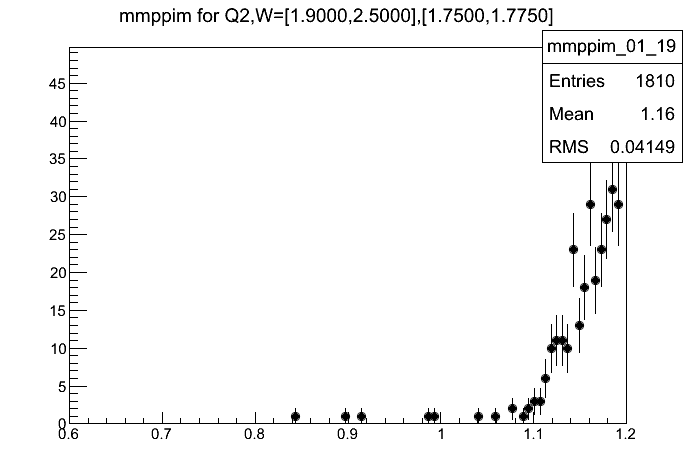 mmppim for Q2,W=[1.9000,2.5000],[1.7500,1.7750]
mmppim_01_19
Entries 1810
Mean 1.16
RMS 0.04149
45
40
35
30
25
20
15
10
5
0
0.6 0.7 0.8 0.9 1 1.1 1.2